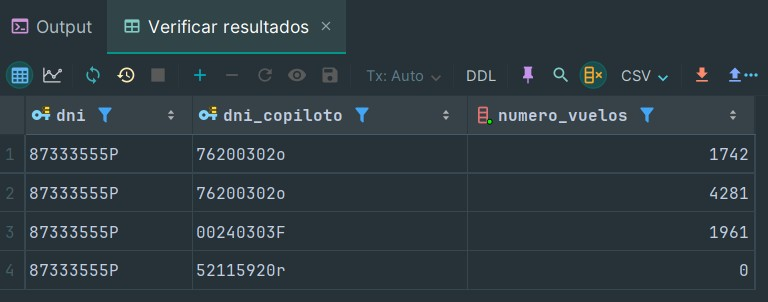 Output Verificar resultados ×
Tx: Auto DDL CSV
dni dni_copiloto numero_vuelos
1 87333555P 76200302o 1742
2 87333555P 76200302o 4281
3 87333555P 00240303F 1961
4 87333555P 52115920r 0